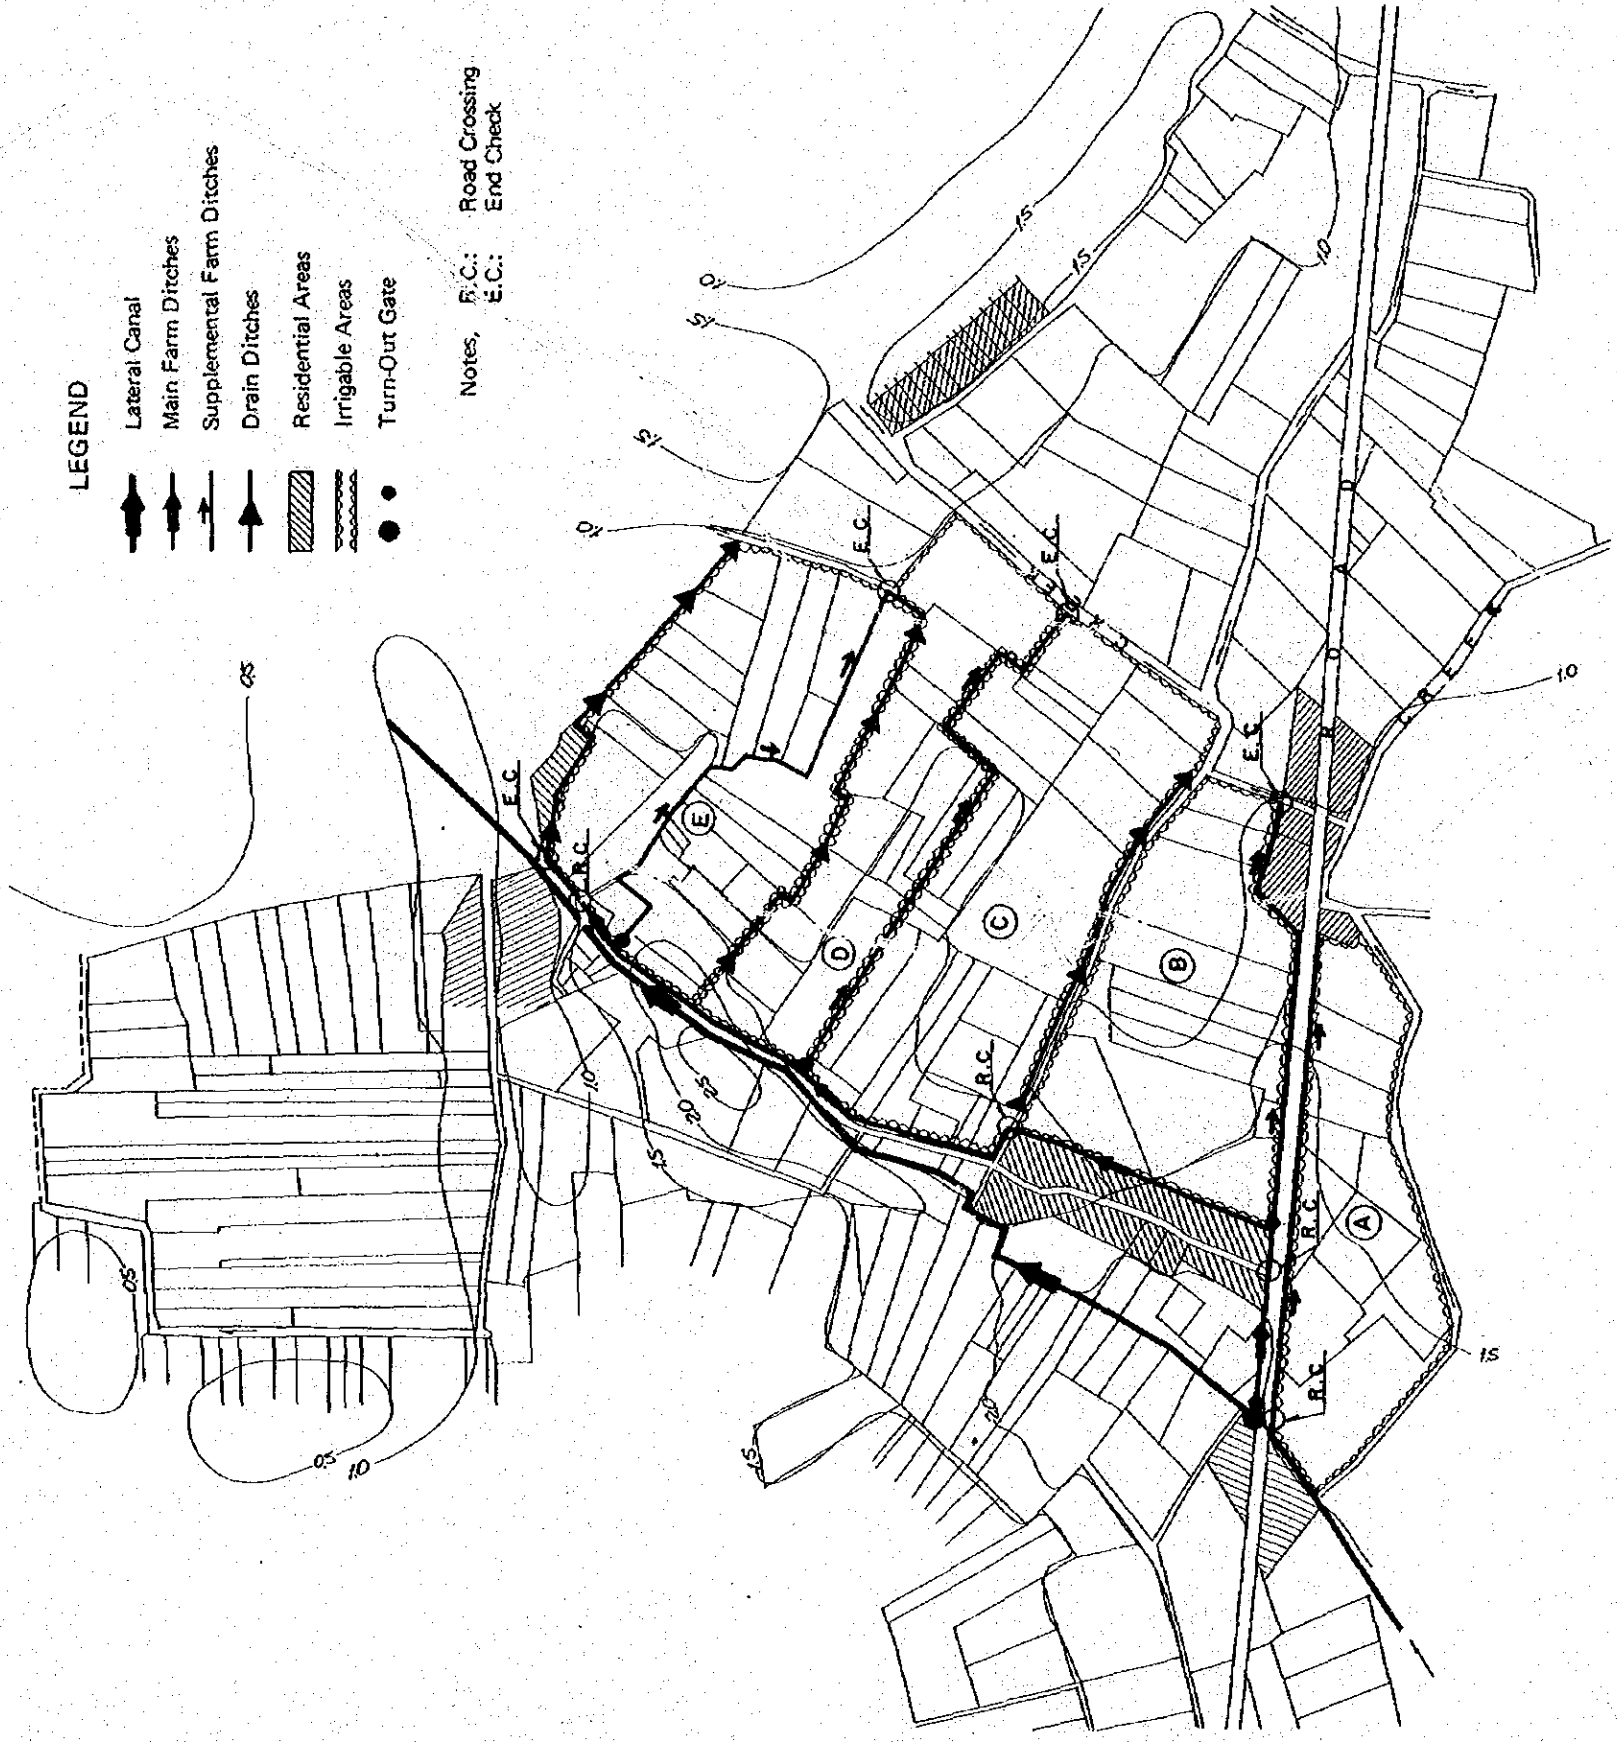 LEGEND
Lateral Canal
Main Farm Ditches
Supplemental Farm Ditches
Drain Ditches
Residential Areas
Irrigable Areas
Turn-Out Gate
Notes, R.C.: Road Crossing
E.C.: End Check
0.5
1.0
1.5
1.5
1.0
1.5
1.5
1.0
E.C.
E.C.
E.C.
R.C.
E.C.
CREEK
E
D
C
B
A
R.C.
R.C.
R.C.
ROAD
CREEK
1.0
1.0
2.5
2.0
1.5
0.5
0.5
1.0
1.5
2.0
1.5